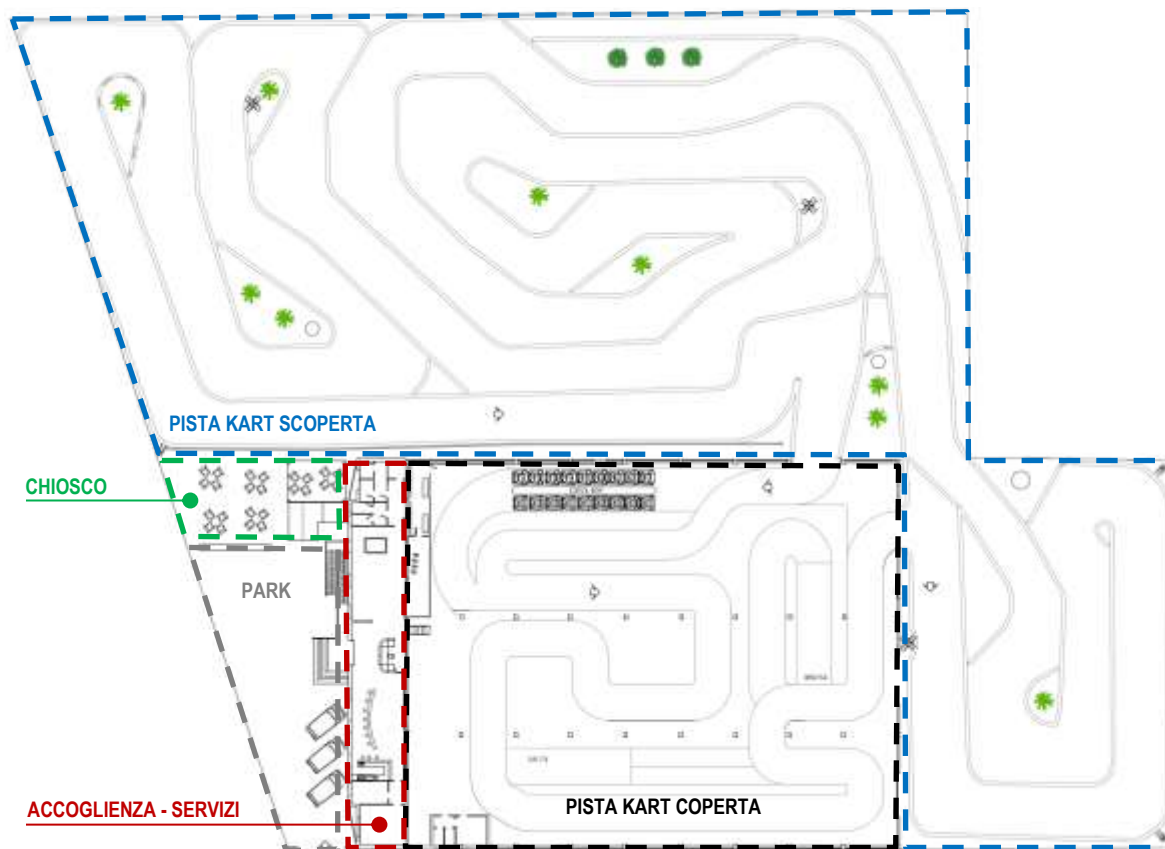 PISTA KART SCOPERTA
CHIOSCO
PARK
ACCOGLIENZA - SERVIZI
PISTA KART COPERTA